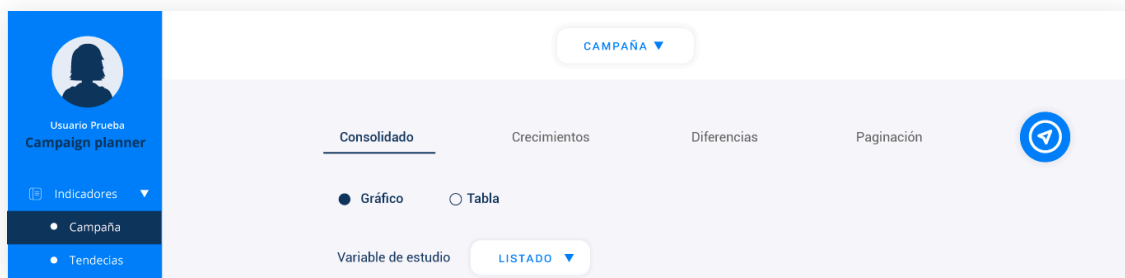 CAMPAÑA
Usuario Prueba
Campaign planner
Consolidado
Crecimientos
Diferencias
Paginación
Indicadores
Gráfico
Tabla
Campaña
Variable de estudio
LISTADO
Tendecias